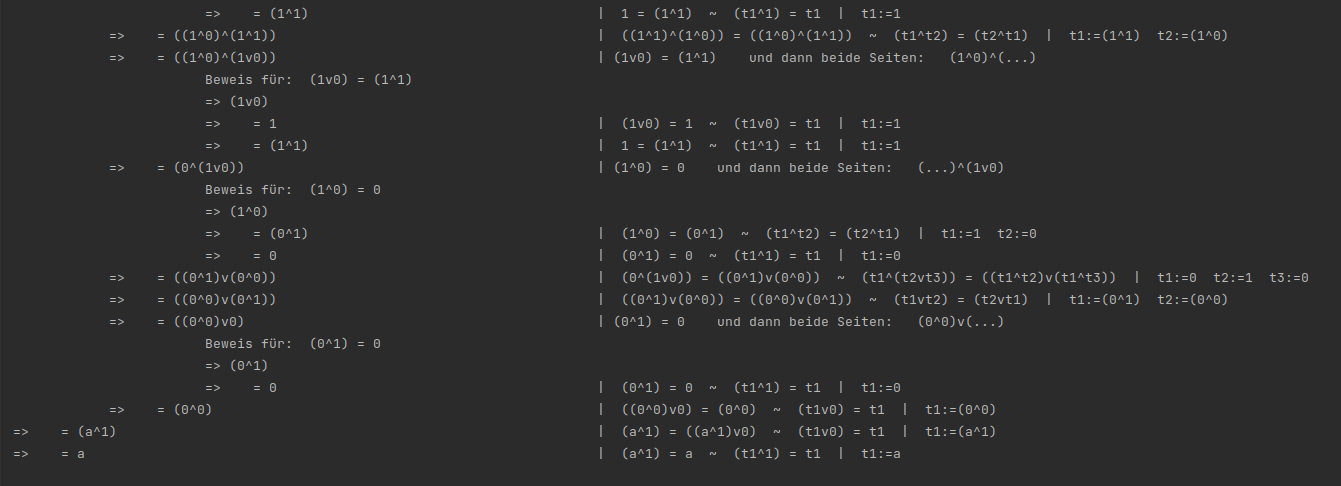 =>    = (1^1)    |  1 = (1^1)  ~  (t1^1) = t1  |  t1:=1
=>    = ((1^0)^(1^1))    |  ((1^1)^(1^0)) = ((1^0)^(1^1))  ~  (t1^t2) = (t2^t1)  |  t1:=(1^1)  t2:=(1^0)
=>    = ((1^0)^(1v0))    | (1v0) = (1^1)    und dann beide Seiten:   (1^0)^(...)
Beweis für:  (1v0) = (1^1)
=> (1v0)
=>    = 1    |  (1v0) = 1  ~  (t1v0) = t1  |  t1:=1
=>    = (1^1)    |  1 = (1^1)  ~  (t1^1) = t1  |  t1:=1
=>    = (0^(1v0))    | (1^0) = 0    und dann beide Seiten:   (...)^(1v0)
Beweis für:  (1^0) = 0
=> (1^0)
=>    = (0^1)    |  (1^0) = (0^1)  ~  (t1^t2) = (t2^t1)  |  t1:=1  t2:=0
=>    = 0    |  (0^1) = 0  ~  (t1^1) = t1  |  t1:=0
=>    = ((0^1)v(0^0))    |  (0^(1v0)) = ((0^1)v(0^0))  ~  (t1^(t2vt3)) = ((t1^t2)v(t1^t3))  |  t1:=0  t2:=1  t3:=0
=>    = ((0^0)v(0^1))    |  ((0^1)v(0^0)) = ((0^0)v(0^1))  ~  (t1vt2) = (t2vt1)  |  t1:=(0^1)  t2:=(0^0)
=>    = ((0^0)v0)    | (0^1) = 0    und dann beide Seiten:   (0^0)v(...)
Beweis für:  (0^1) = 0
=> (0^1)
=>    = 0    |  (0^1) = 0  ~  (t1^1) = t1  |  t1:=0
=>    = (0^0)    |  ((0^0)v0) = (0^0)  ~  (t1v0) = t1  |  t1:=(0^0)
=>    = (a^1)    |  (a^1) = ((a^1)v0)  ~  (t1v0) = t1  |  t1:=(a^1)
=>    = a    |  (a^1) = a  ~  (t1^1) = t1  |  t1:=a